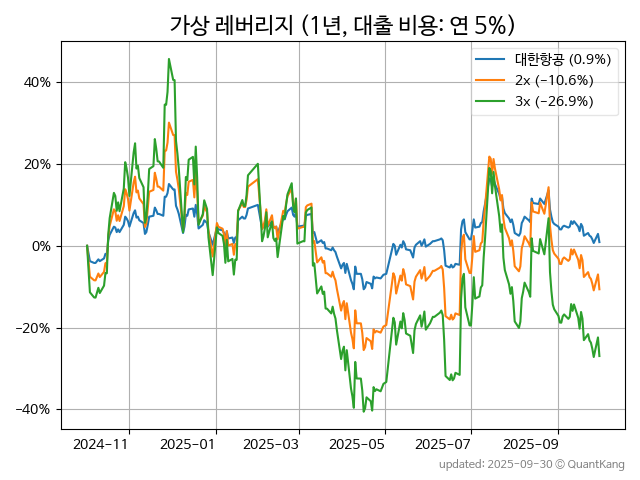 가상 레버리지 (1년, 대출 비용: 연 5%)
대한항공 (0.9%)
2x (−10.6%)
3x (−26.9%)
40%
20%
0%
−20%
−40%
2024-11
2025-01
2025-03
2025-05
2025-07
2025-09
updated: 2025-09-30 © QuantKang